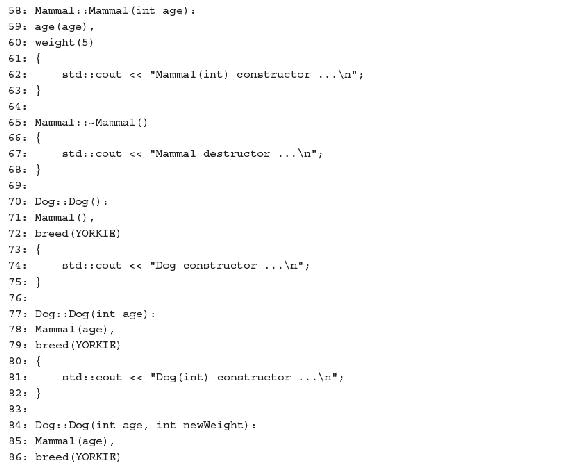 58: Mammal::Mammal(int age):
59: age(age),
60: weight(5)
61: {
62:     std::cout << "Mammal(int) constructor ...\n";
63: }
64:
65: Mammal::~Mammal()
66: {
67:     std::cout << "Mammal destructor ...\n";
68: }
69:
70: Dog::Dog():
71: Mammal(),
72: breed(YORKIE)
73: {
74:     std::cout << "Dog constructor ...\n";
75: }
76:
77: Dog::Dog(int age):
78: Mammal(age),
79: breed(YORKIE)
80: {
81:     std::cout << "Dog(int) constructor ...\n";
82: }
83:
84: Dog::Dog(int age, int newWeight):
85: Mammal(age),
86: breed(YORKIE)